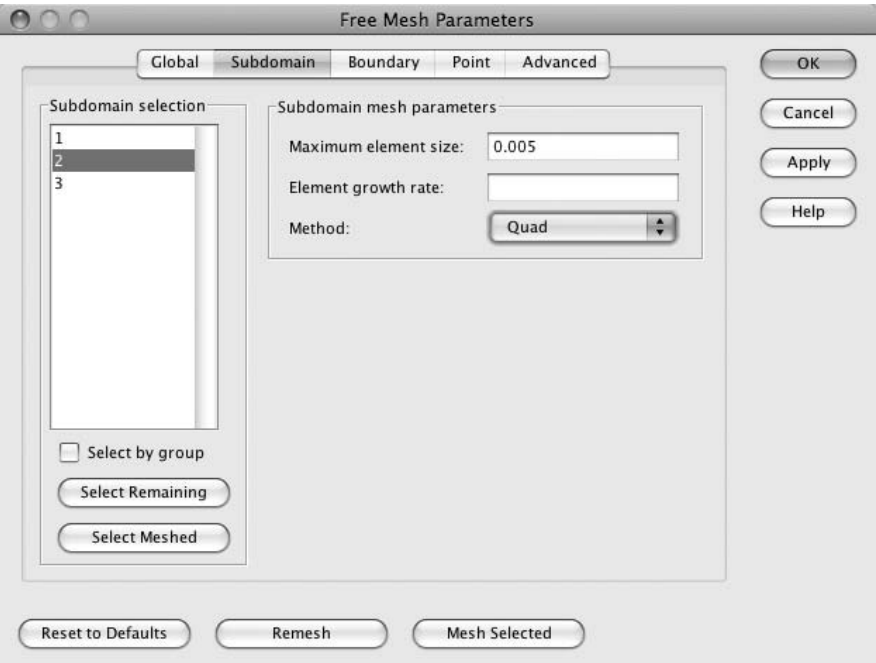 Free Mesh Parameters
Global Subdomain Boundary Point Advanced
Subdomain selection
1
2
3
Select by group
Select Remaining
Select Meshed
Subdomain mesh parameters
Maximum element size: 0.005
Element growth rate:
Method: Quad
OK
Cancel
Apply
Help
Reset to Defaults Remesh Mesh Selected